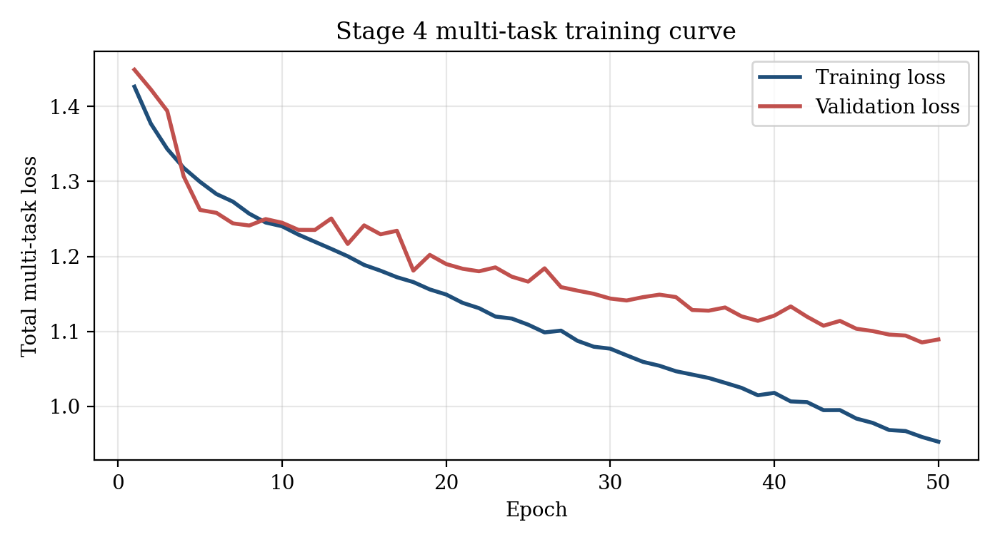 Stage 4 multi-task training curve
Training loss
Validation loss
Total multi-task loss
1.4
1.3
1.2
1.1
1.0
0
10
20
30
40
50
Epoch